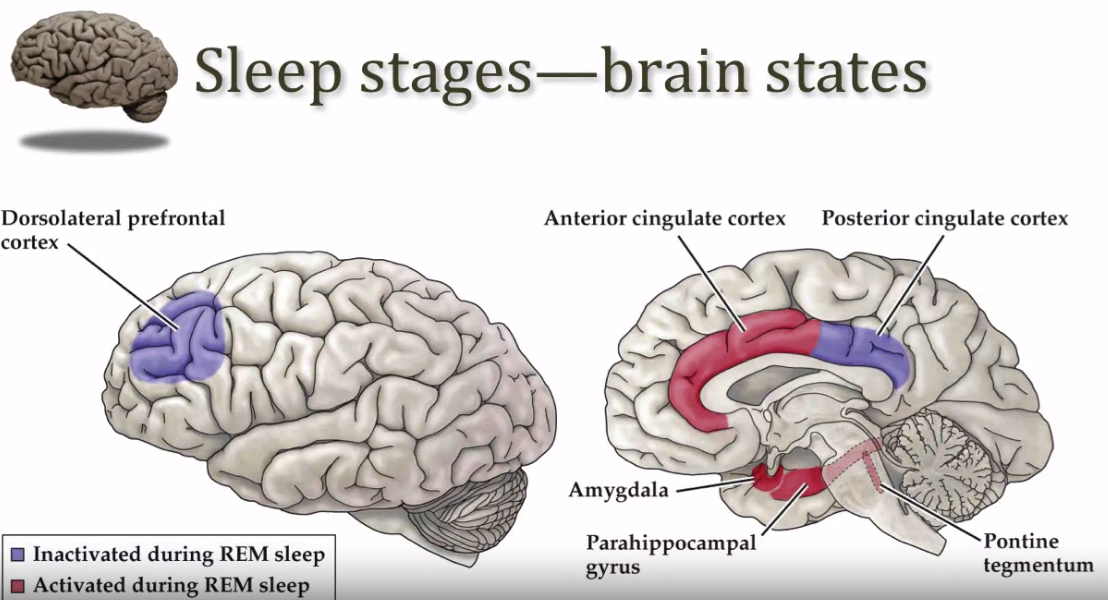 Sleep stages—brain states
Dorsolateral prefrontal
cortex
Anterior cingulate cortex
Posterior cingulate cortex
Amygdala
Parahippocampal
gyrus
Pontine
tegmentum
Inactivated during REM sleep
Activated during REM sleep